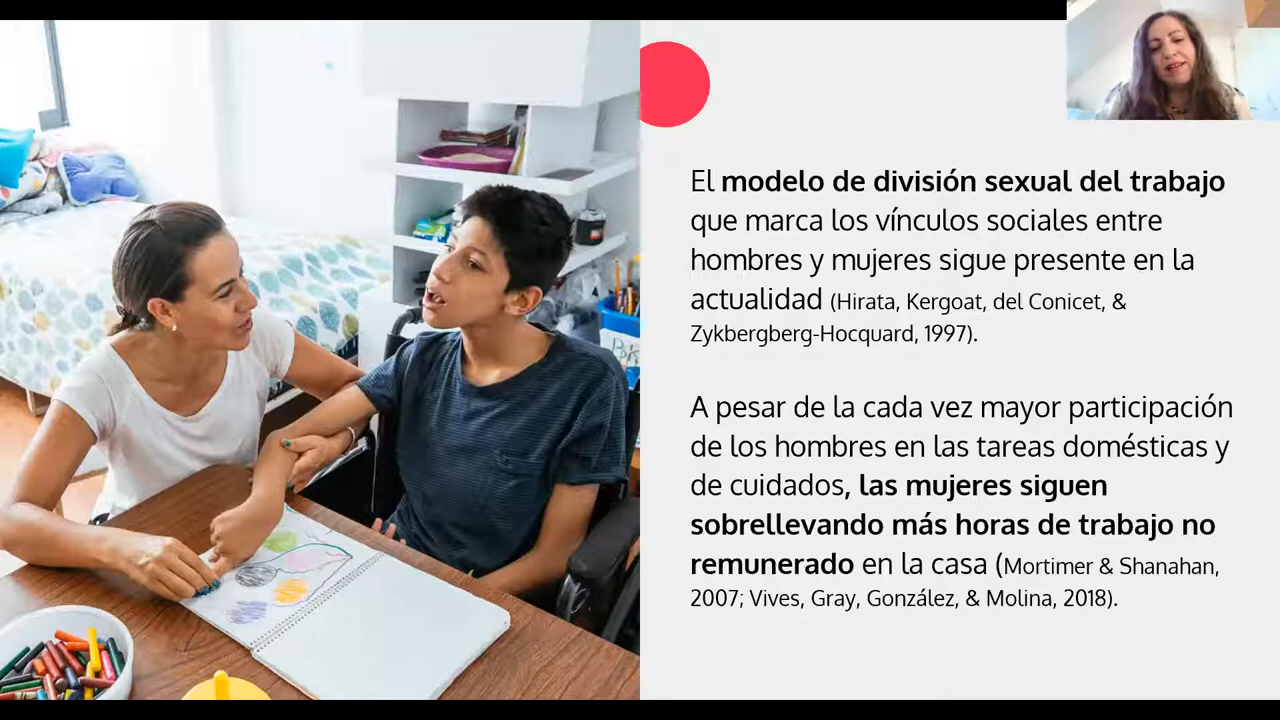 El modelo de división sexual del trabajo
que marca los vínculos sociales entre
hombres y mujeres sigue presente en la
actualidad (Hirata, Kergoat, del Conicet, &
Zykbergberg-Hocquard, 1997).
A pesar de la cada vez mayor participación
de los hombres en las tareas domésticas y
de cuidados, las mujeres siguen
sobrellevando más horas de trabajo no
remunerado en la casa (Mortimer & Shanahan,
2007; Vives, Gray, González, & Molina, 2018).